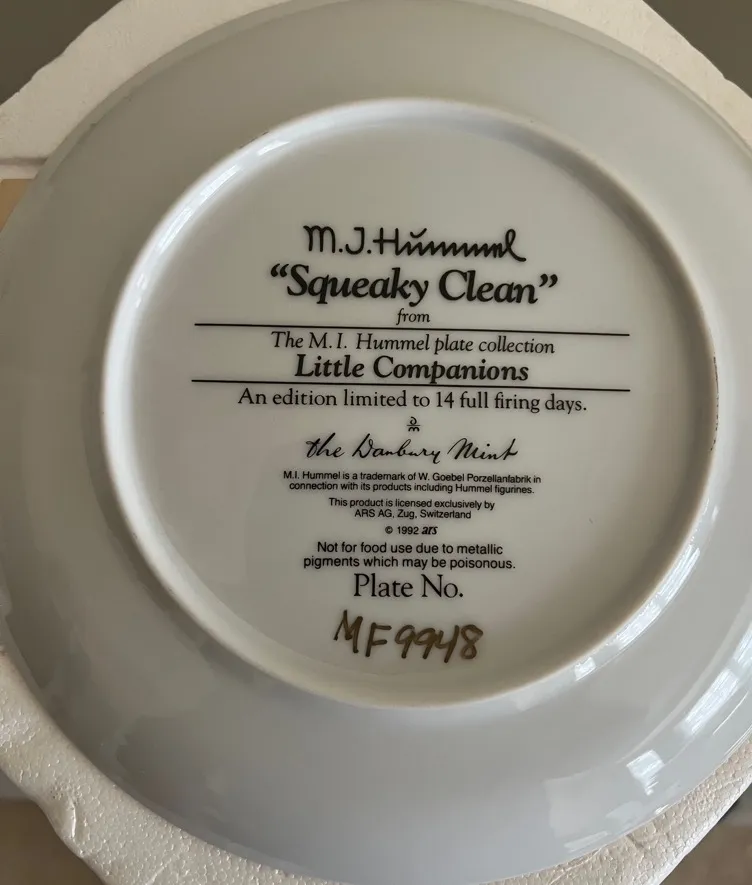 M.J.Hummel
“Squeaky Clean”
from
The M.I. Hummel plate collection
Little Companions
An edition limited to 14 full firing days.
DM
the Danbury Mint
M.I. Hummel is a trademark of W. Goebel Porzellanfabrik in
connection with its products including Hummel figurines.
This product is licensed exclusively by
ARS AG, Zug, Switzerland
© 1992 ars
Not for food use due to metallic
pigments which may be poisonous.
Plate No.
MF9948